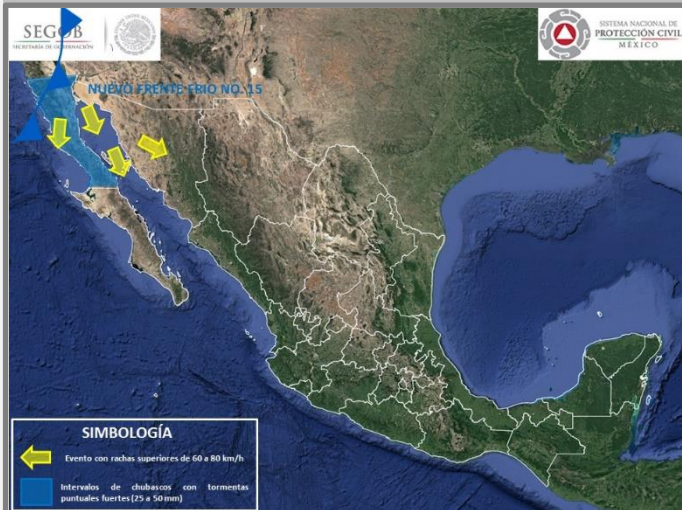 SEGOB
SECRETARÍA DE GOBERNACIÓN
SISTEMA NACIONAL DE
PROTECCIÓN CIVIL
MÉXICO
NUEVO FRENTE FRIO NO. 15
SIMBOLOGÍA
Evento con rachas superiores de 60 a 80 km/h
Intervalos de chubascos con tormentas
puntuales fuertes (25 a 50 mm)